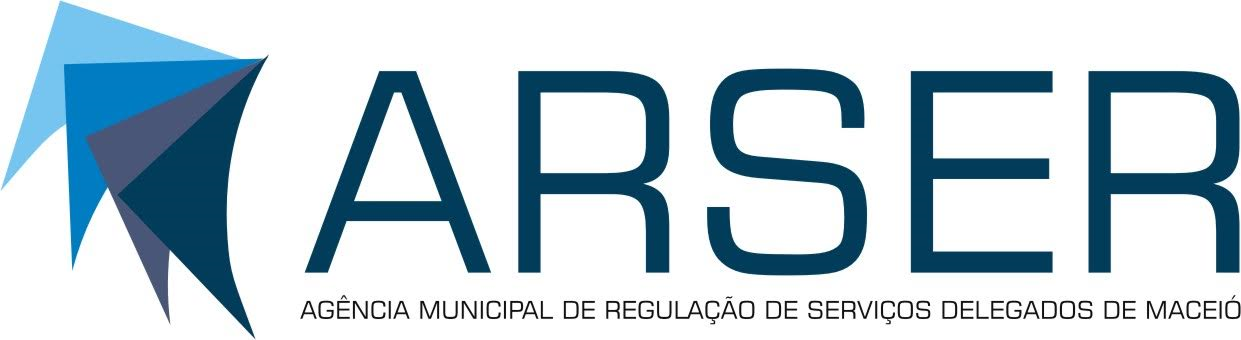 ARSER
AGÊNCIA MUNICIPAL DE REGULAÇÃO DE SERVIÇOS DELEGADOS DE MACEIÓ